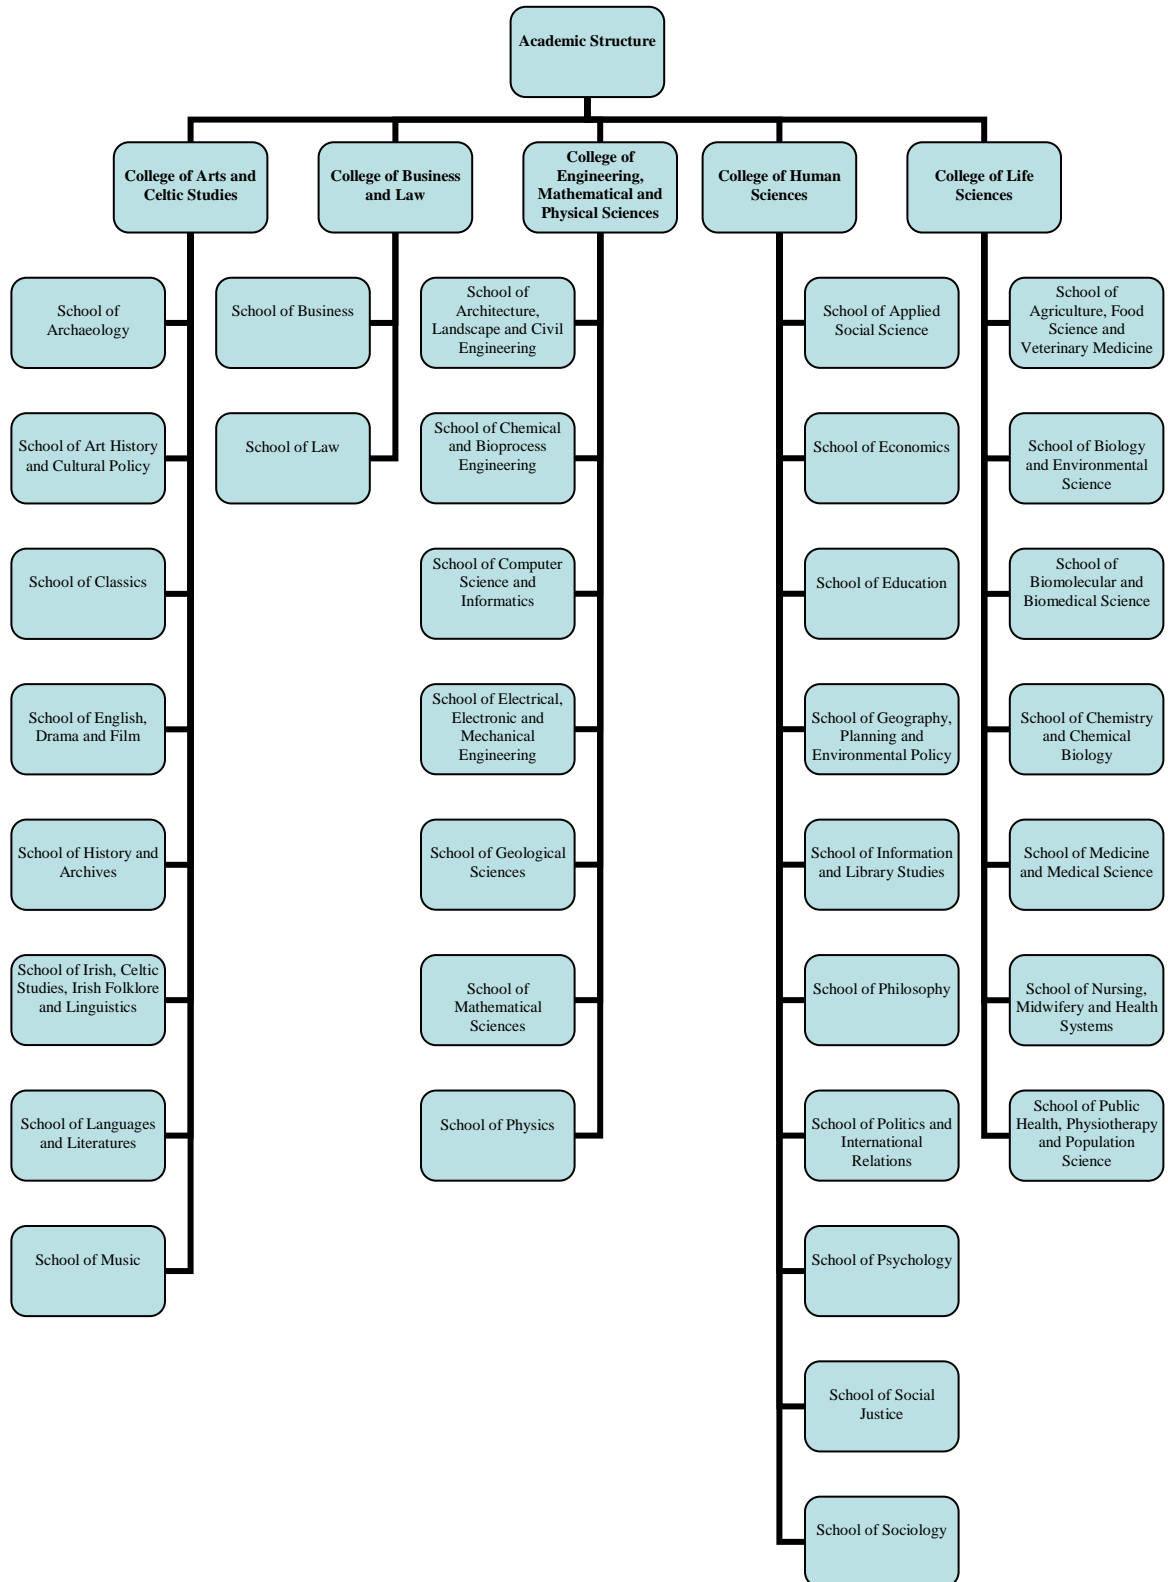 Academic Structure
College of Arts and
Celtic Studies
College of Business
and Law
College of
Engineering,
Mathematical and
Physical Sciences
College of Human
Sciences
College of Life
Sciences
School of
Archaeology
School of Art History
and Cultural Policy
School of Classics
School of English,
Drama and Film
School of History and
Archives
School of Irish, Celtic
Studies, Irish Folklore
and Linguistics
School of Languages
and Literatures
School of Music
School of Business
School of Law
School of
Architecture,
Landscape and Civil
Engineering
School of Chemical
and Bioprocess
Engineering
School of Computer
Science and
Informatics
School of Electrical,
Electronic and
Mechanical
Engineering
School of Geological
Sciences
School of
Mathematical
Sciences
School of Physics
School of Applied
Social Science
School of Economics
School of Education
School of Geography,
Planning and
Environmental Policy
School of Information
and Library Studies
School of Philosophy
School of Politics and
International
Relations
School of Psychology
School of Social
Justice
School of Sociology
School of
Agriculture, Food
Science and
Veterinary Medicine
School of Biology
and Environmental
Science
School of
Biomolecular and
Biomedical Science
School of Chemistry
and Chemical
Biology
School of Medicine
and Medical Science
School of Nursing,
Midwifery and Health
Systems
School of Public
Health, Physiotherapy
and Population
Science